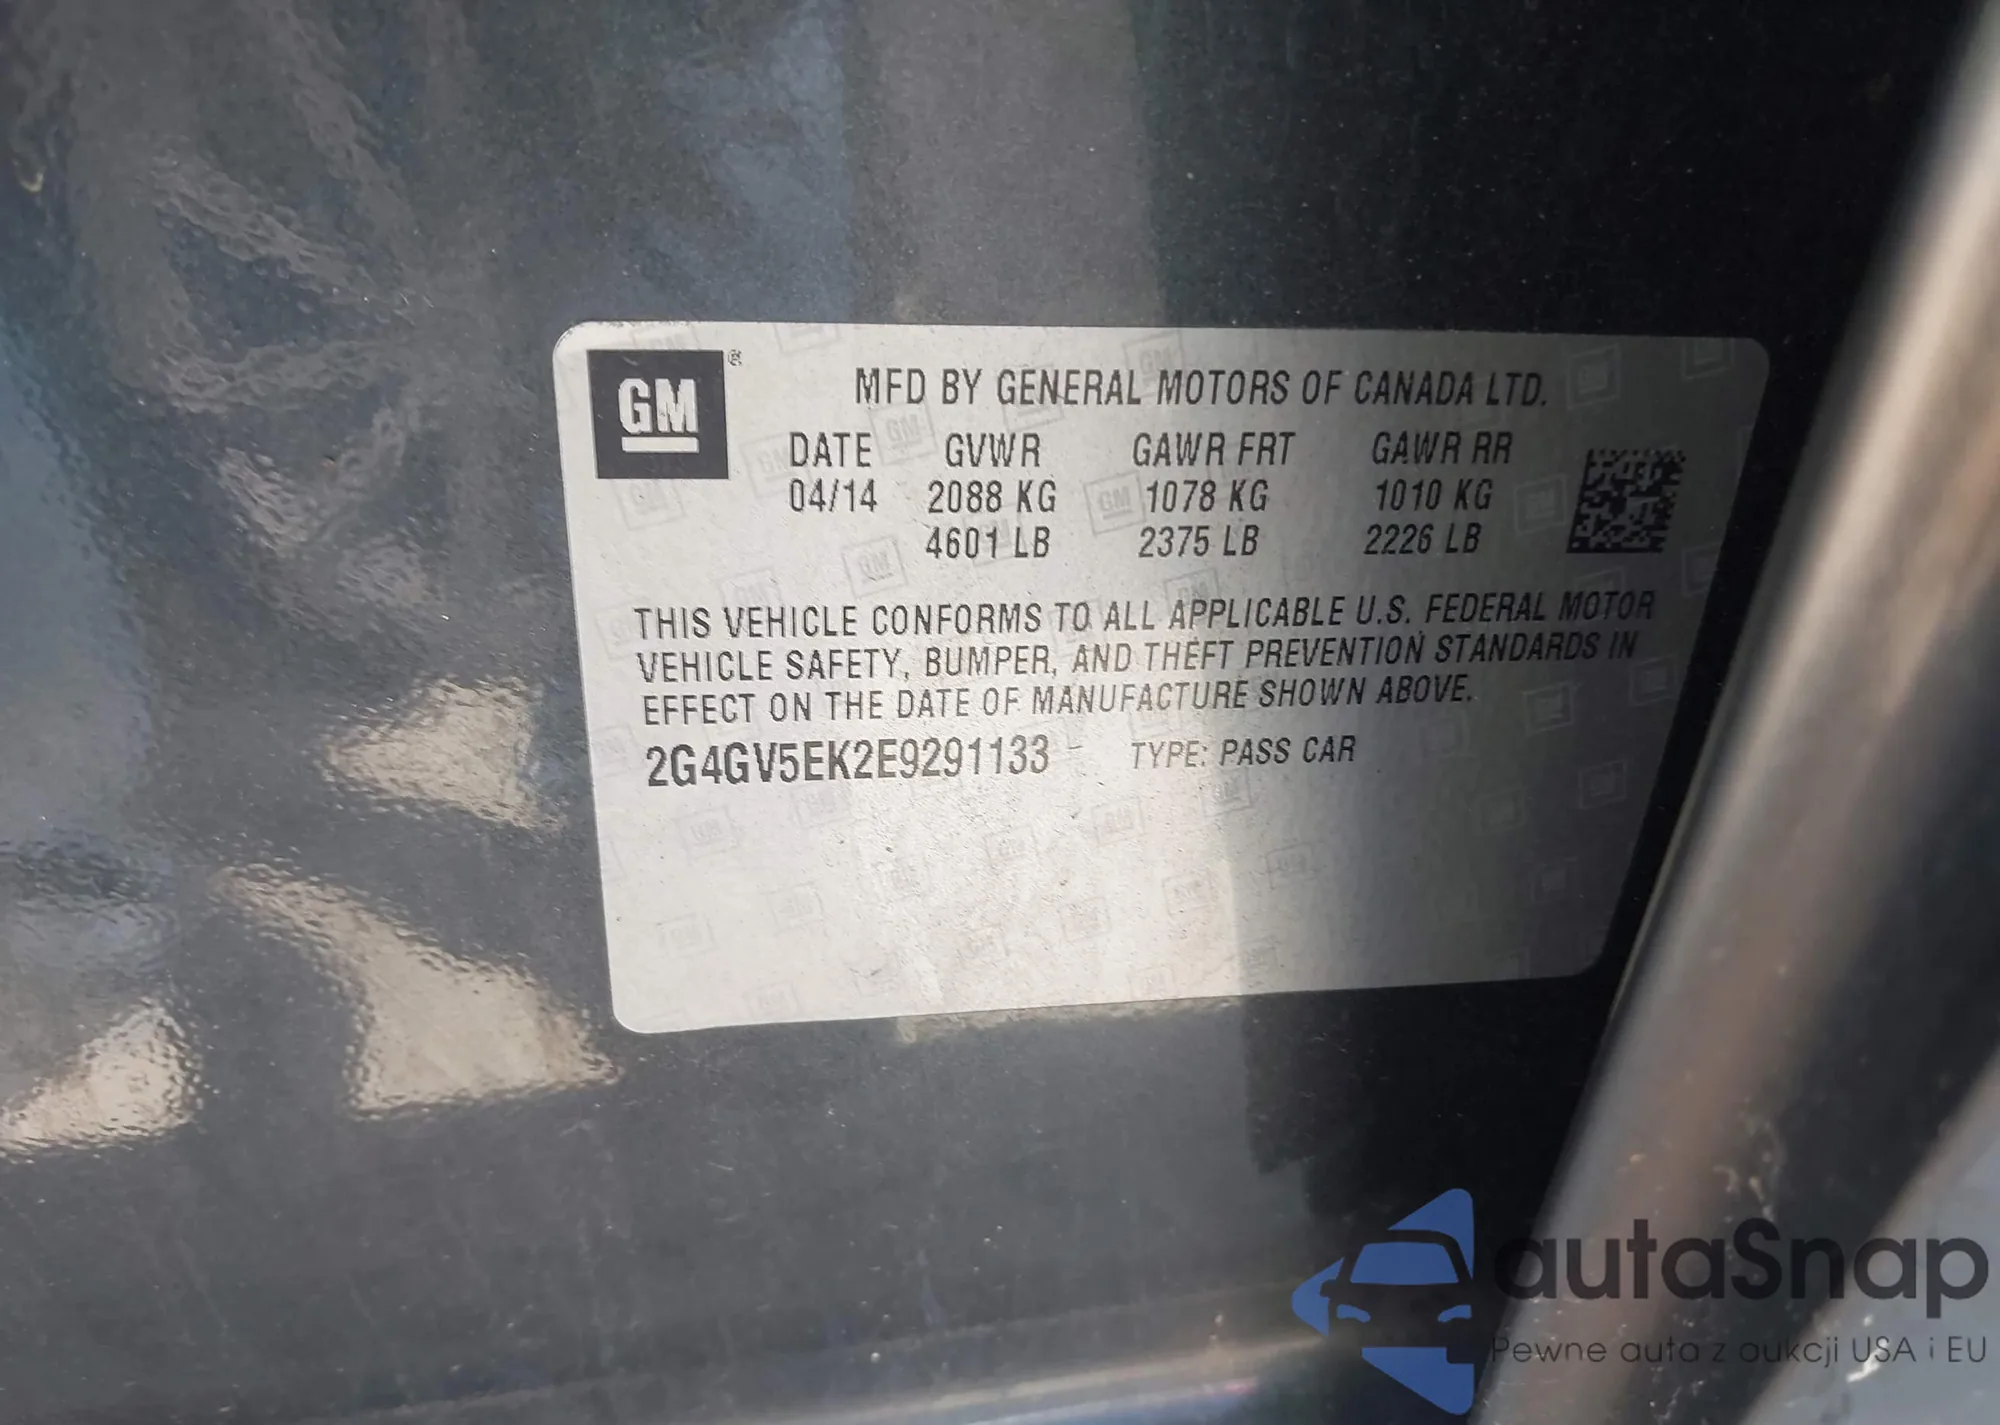 GM ®
MFD BY GENERAL MOTORS OF CANADA LTD.
DATE GVWR GAWR FRT GAWR RR
04/14 2088 KG 1078 KG 1010 KG
4601 LB 2375 LB 2226 LB
THIS VEHICLE CONFORMS TO ALL APPLICABLE U.S. FEDERAL MOTOR
VEHICLE SAFETY, BUMPER, AND THEFT PREVENTION STANDARDS IN
EFFECT ON THE DATE OF MANUFACTURE SHOWN ABOVE.
2G4GV5EK2E9291133 TYPE: PASS CAR
autaSnap
Pewne auta z aukcji USA i EU